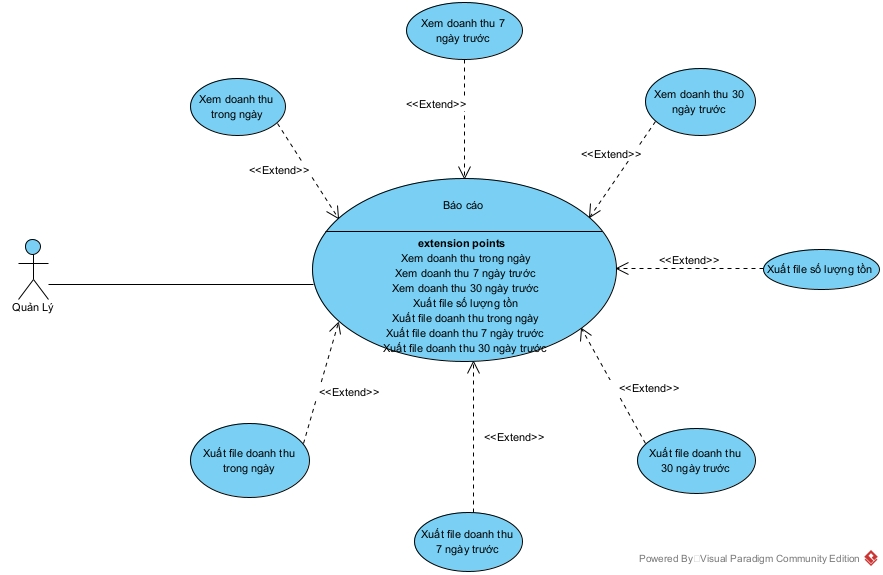 Xem doanh thu 7
ngày trước
Xem doanh thu
trong ngày
<<Extend>>
Xem doanh thu 30
ngày trước
<<Extend>>
<<Extend>>
Báo cáo
extension points
Xem doanh thu trong ngày
Xem doanh thu 7 ngày trước
Xem doanh thu 30 ngày trước
Xuất file số lượng tồn
Xuất file doanh thu trong ngày
Xuất file doanh thu 7 ngày trước
Xuất file doanh thu 30 ngày trước
<<Extend>>
Xuất file số lượng tồn
Quản Lý
<<Extend>>
<<Extend>>
<<Extend>>
Xuất file doanh thu
trong ngày
Xuất file doanh thu
30 ngày trước
Xuất file doanh thu
7 ngày trước
Powered By Visual Paradigm Community Edition